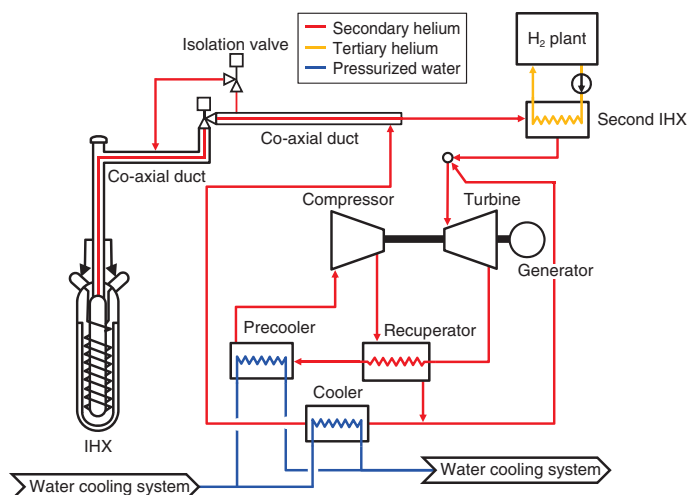 Isolation valve
Secondary helium
Tertiary helium
Pressurized water
H₂ plant
Co-axial duct
Second IHX
Co-axial duct
Compressor
Turbine
Generator
Precooler
Recuperator
Cooler
IHX
Water cooling system
Water cooling system